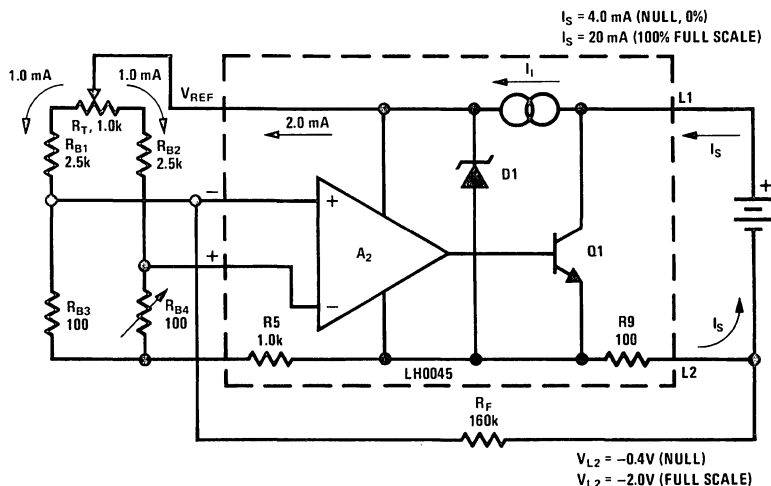 I_S = 4.0 mA (NULL, 0%)
I_S = 20 mA (100% FULL SCALE)
1.0 mA
1.0 mA
V_REF
I_I
L1
R_T, 1.0k
2.0 mA
I_S
R_B1
2.5k
R_B2
2.5k
D1
+
−
+
A_2
Q1
+
−
R_B3
100
R_B4
100
R5
1.0k
R9
100
I_S
LH0045
L2
R_F
160k
V_L2 = −0.4V (NULL)
V_L2 = −2.0V (FULL SCALE)